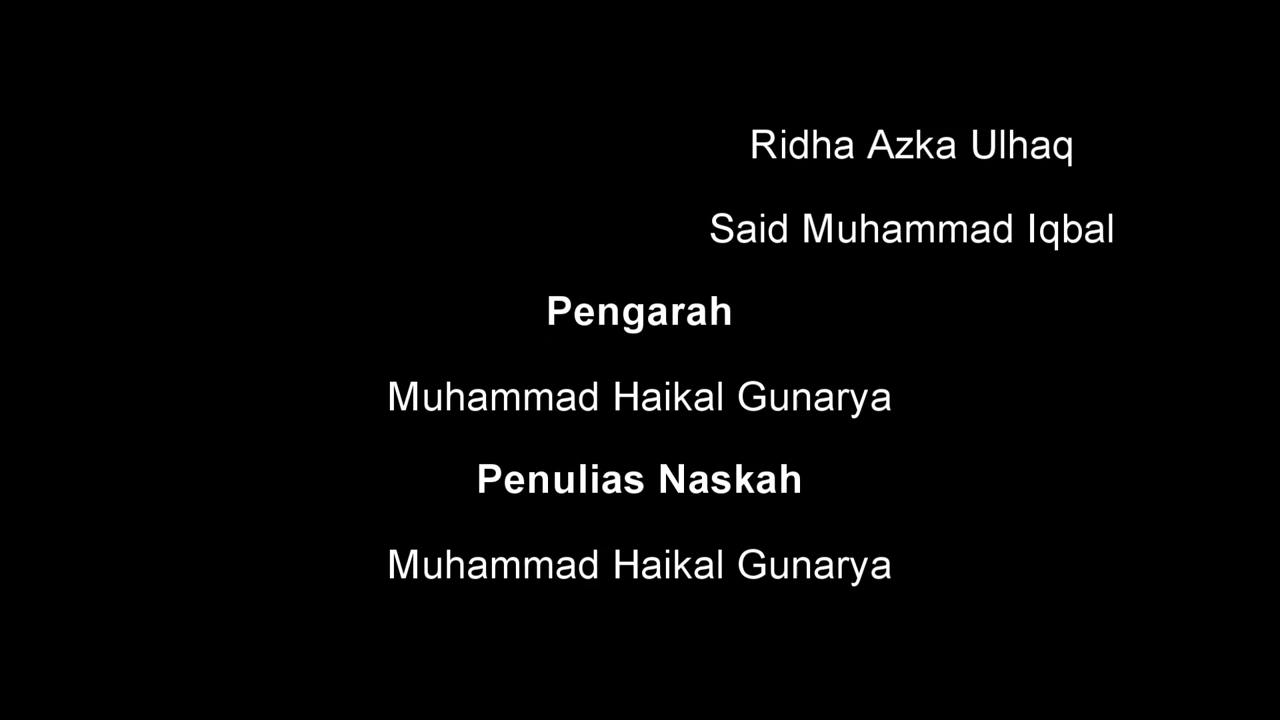 Ridha Azka Ulhaq
Said Muhammad Iqbal
Pengarah
Muhammad Haikal Gunarya
Penulias Naskah
Muhammad Haikal Gunarya